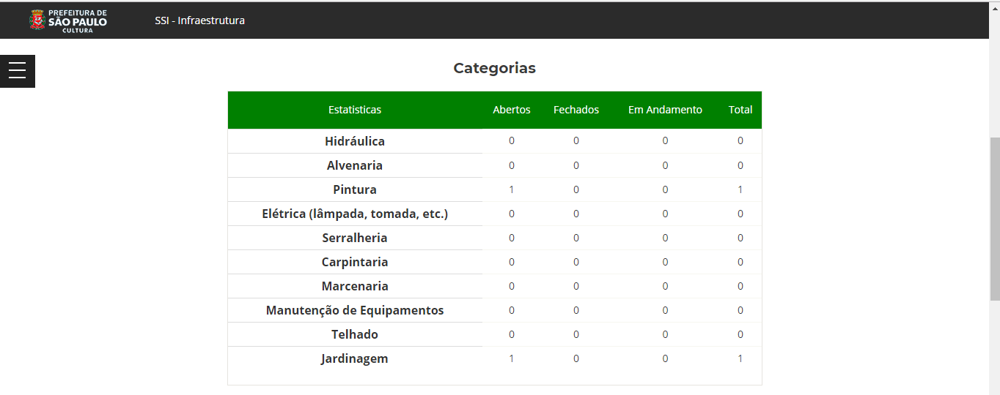 PREFEITURA DE
SÃO PAULO
CULTURA
SSI - Infraestrutura
Categorias
Estatisticas Abertos Fechados Em Andamento Total
Hidráulica 0 0 0 0
Alvenaria 0 0 0 0
Pintura 1 0 0 1
Elétrica (lâmpada, tomada, etc.) 0 0 0 0
Serralheria 0 0 0 0
Carpintaria 0 0 0 0
Marcenaria 0 0 0 0
Manutenção de Equipamentos 0 0 0 0
Telhado 0 0 0 0
Jardinagem 1 0 0 1